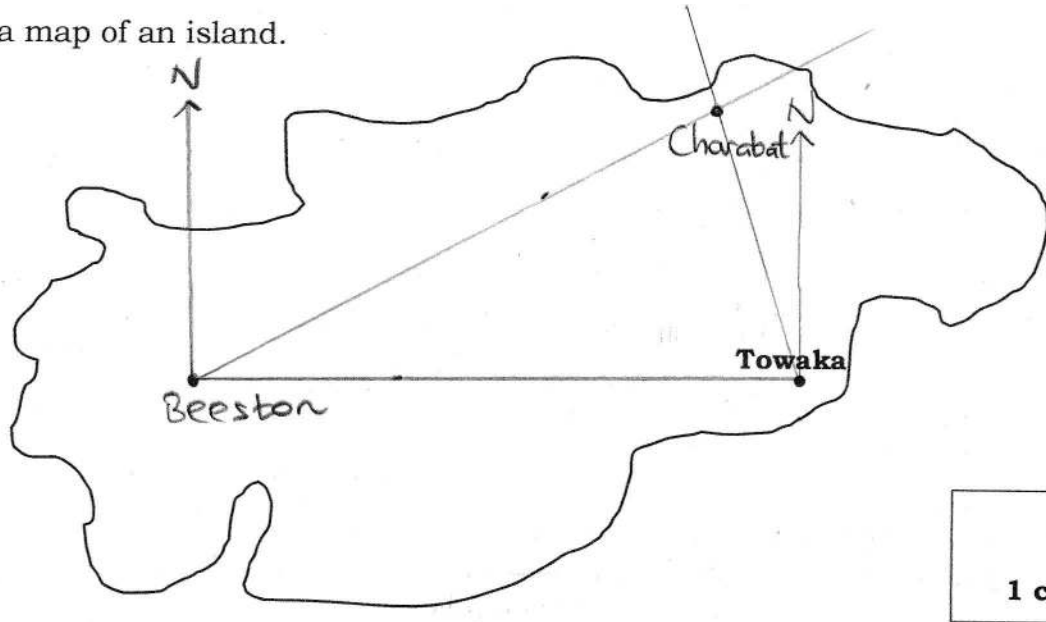 a map of an island.
N
N
Charabat
Towaka
Beeston
1 c